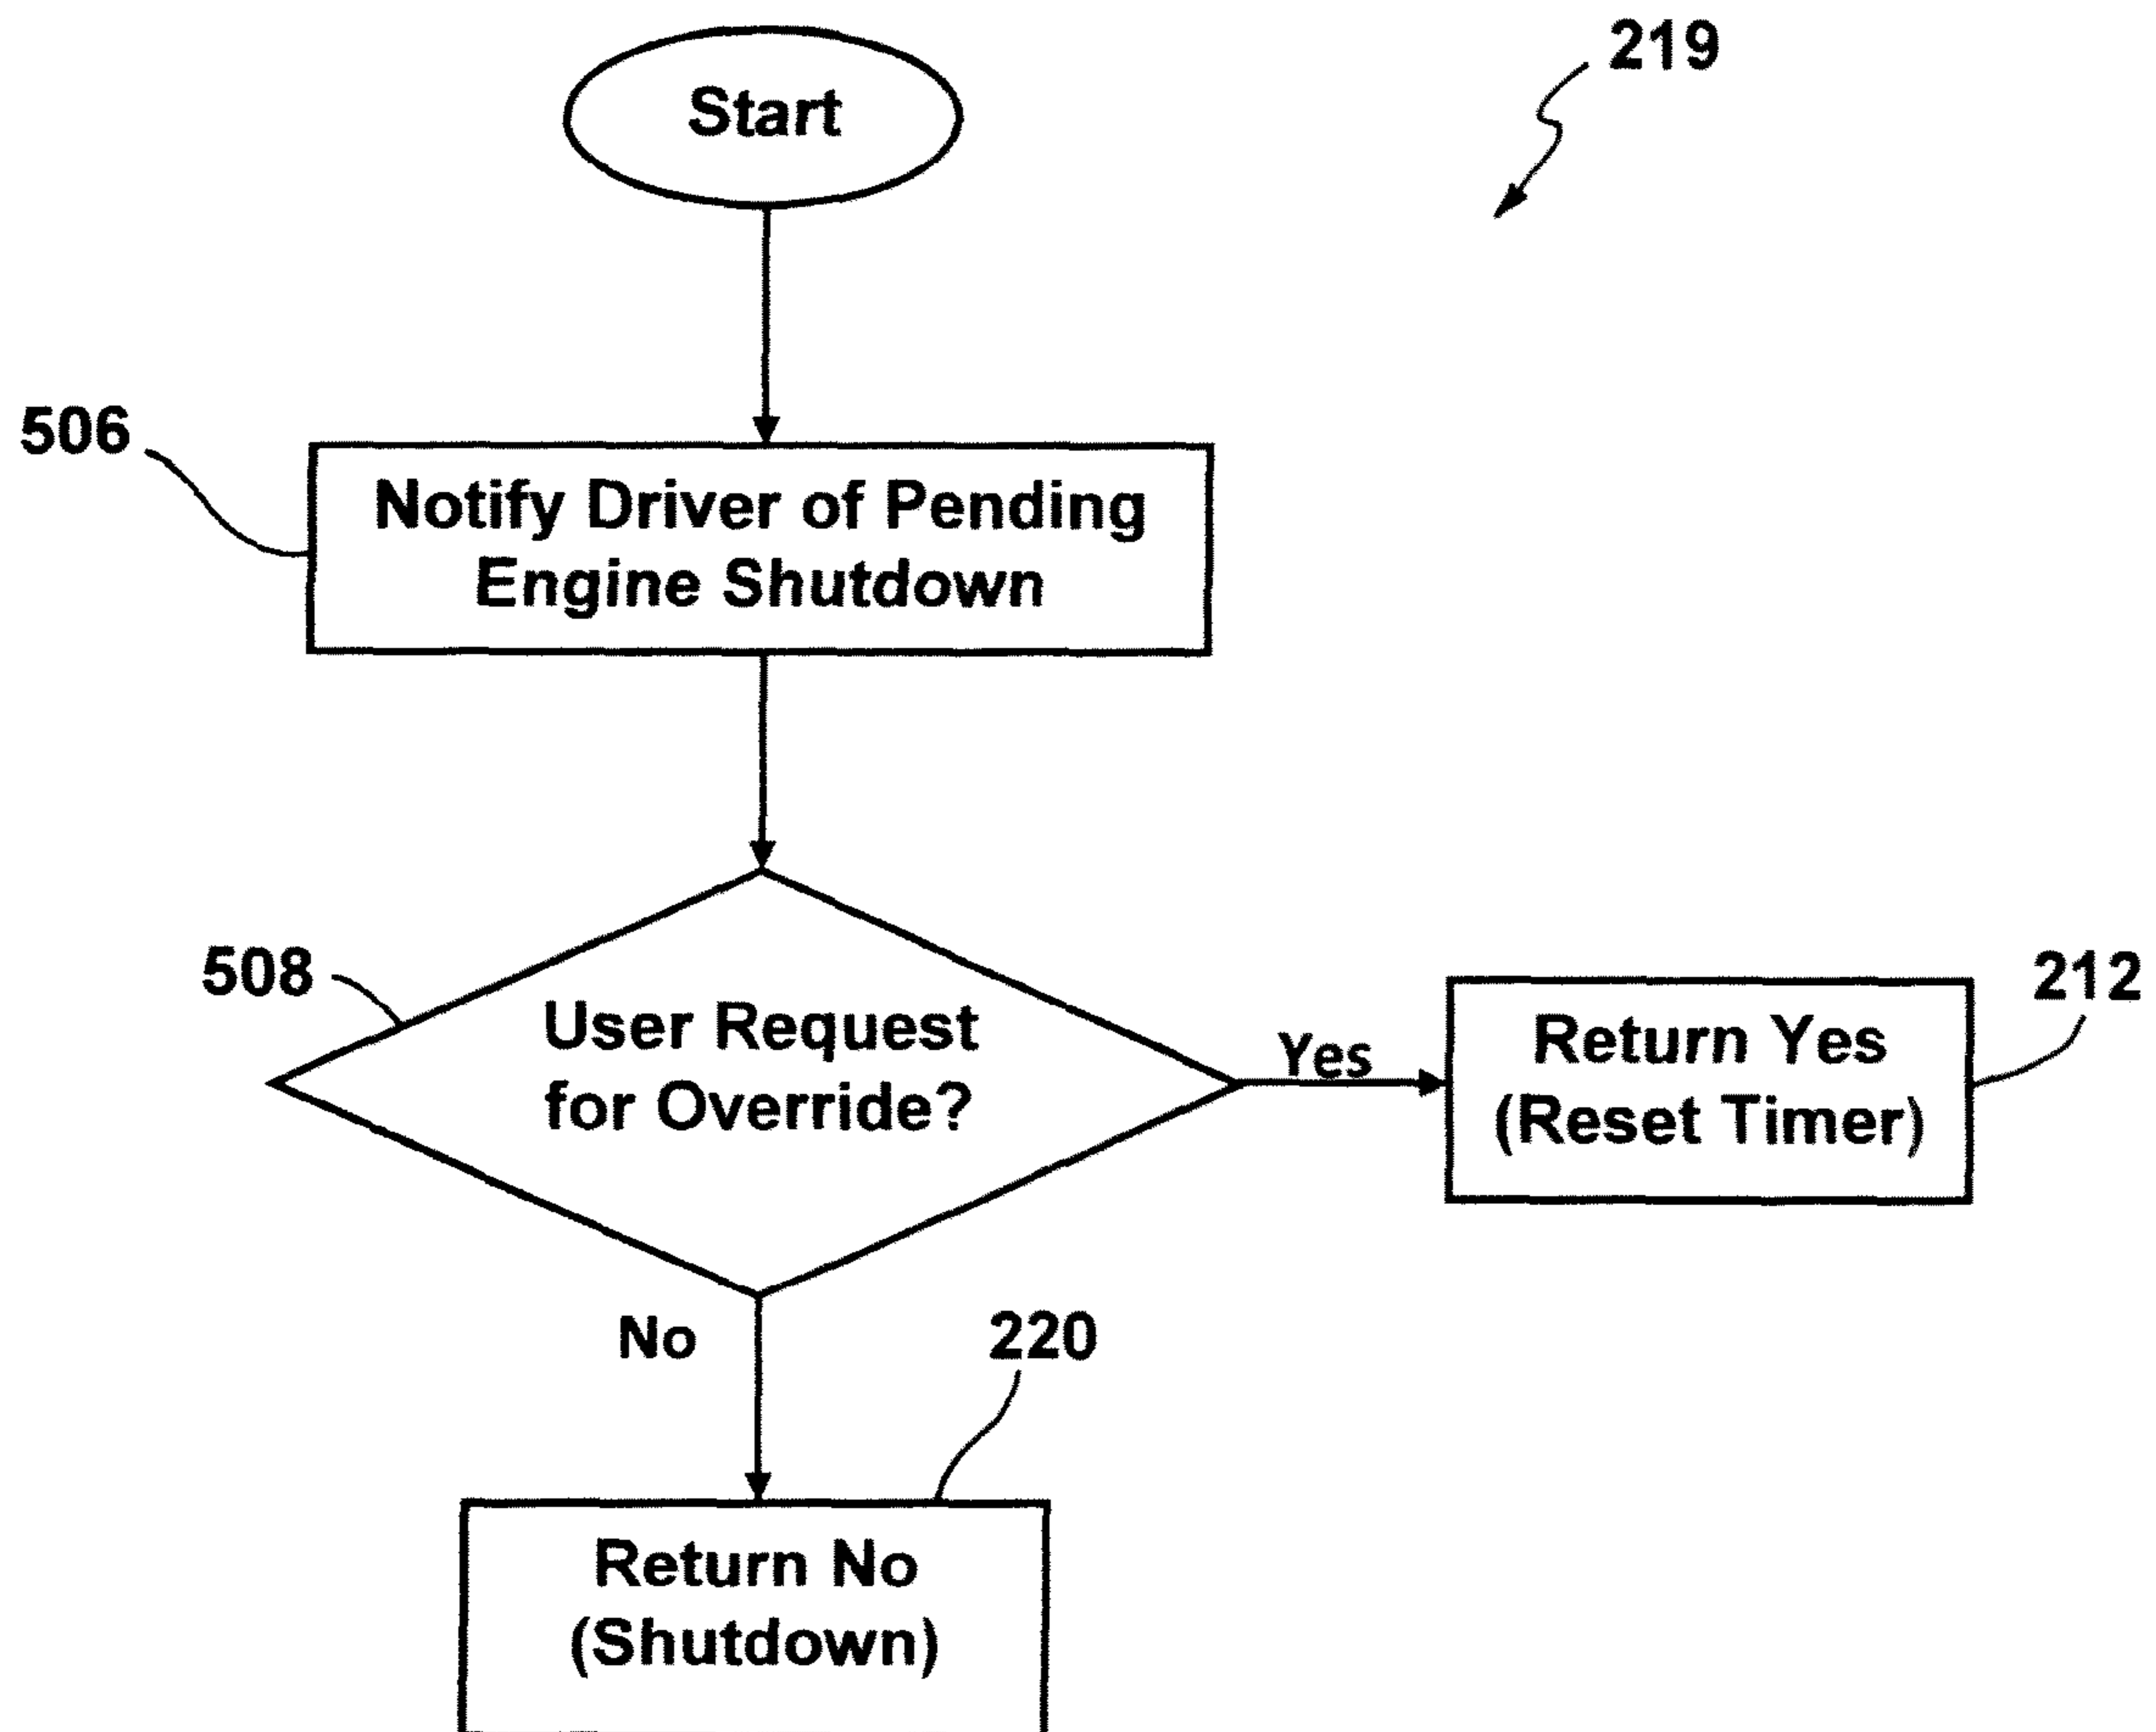 219
Start
506
Notify Driver of Pending
Engine Shutdown
508
User Request
for Override?
Yes
212
Return Yes
(Reset Timer)
No
220
Return No
(Shutdown)